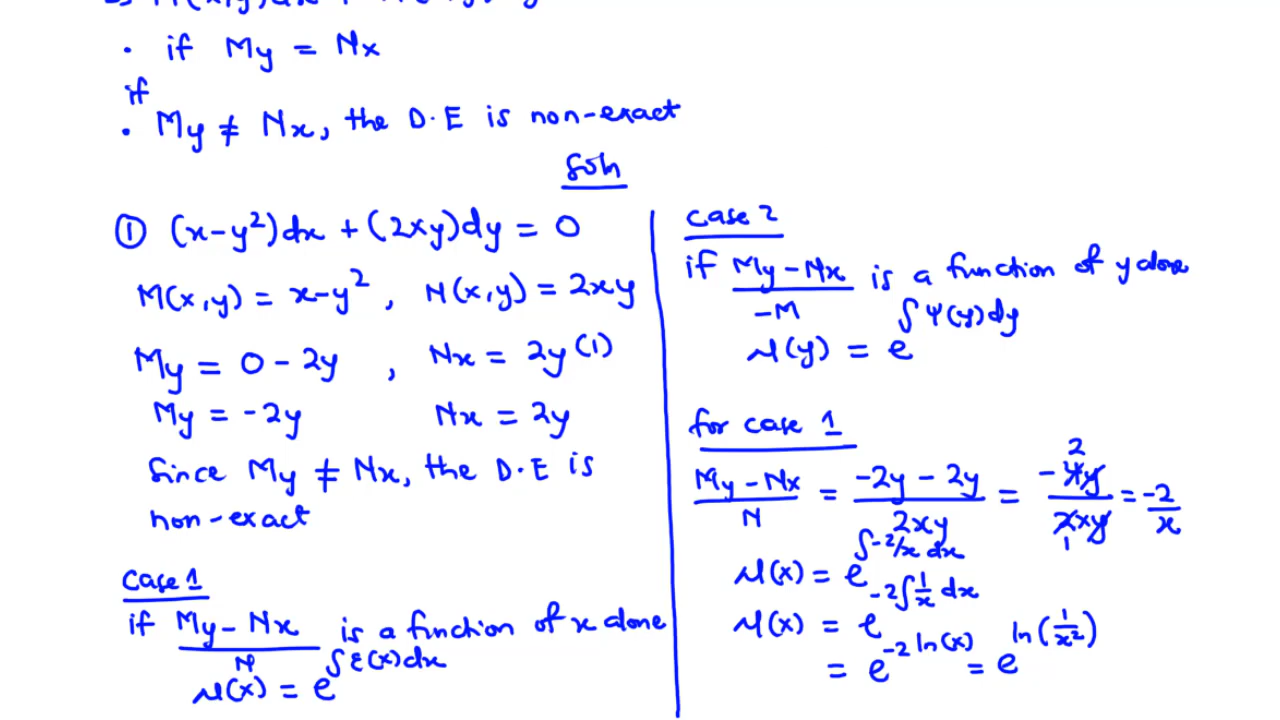 • if My = Nx
if
• My ≠ Nx, the D.E is non-exact
Soln
① (x-y²)dx + (2xy)dy = 0
M(x,y) = x-y² , N(x,y) = 2xy
My = 0 - 2y , Nx = 2y(1)
My = -2y Nx = 2y
Since My ≠ Nx, the D.E is
non-exact
Case 1
if (My - Nx)/N is a function of x alone
μ(x) = e^∫ξ(x)dx
Case 2
if (My - Nx)/-M is a function of y alone
μ(y) = e^∫Ψ(y)dy
for case 1
(My - Nx)/N = (-2y - 2y)/2xy = -4y/2xy = -2/x
μ(x) = e^∫-2/x dx
μ(x) = e^-2∫1/x dx
= e^-2 ln(x) = e^ln(1/x²)